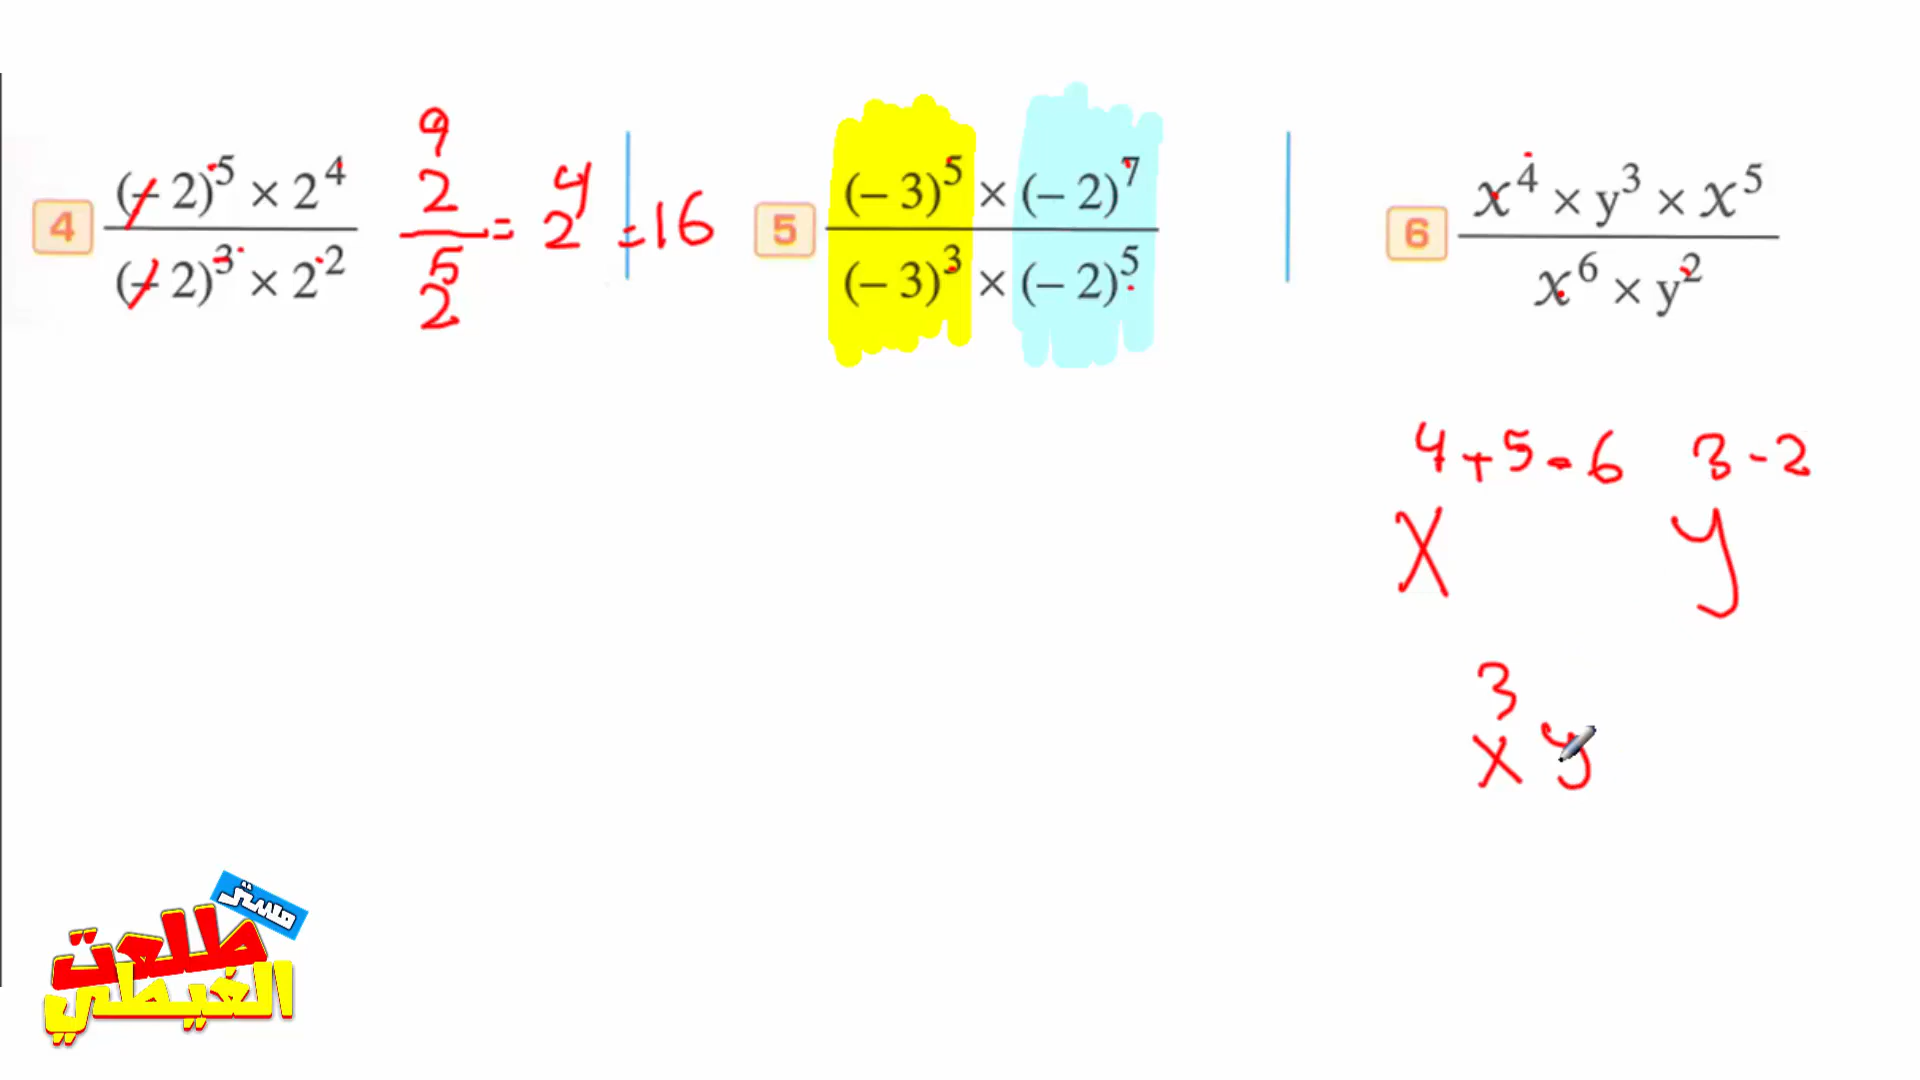 4 (-2)^5 × 2^4 / (-2)^3 × 2^2 2^9 / 2^5 = 2^4 = 16
5 (-3)^5 × (-2)^7 / (-3)^3 × (-2)^5
6 x^4 × y^3 × x^5 / x^6 × y^2
x^4+5-6 y^3-2
x^3 y
مستر
طلعت
الغيطي